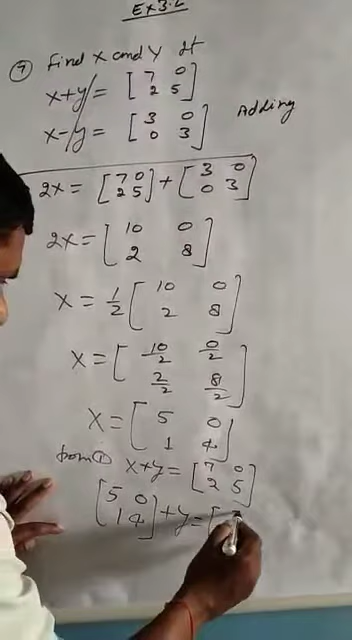 Ex 3.2
⑦ Find X and Y If
x+y = [7 0
2 5]
x-y = [3 0
0 3] Adding
2x = [7 0
2 5] + [3 0
0 3]
2x = [10 0
2 8]
x = 1/2 [10 0
2 8]
x = [10/2 0/2
2/2 8/2]
x = [5 0
1 4]
from ① x+y = [7 0
2 5]
[5 0
1 4] + y = [